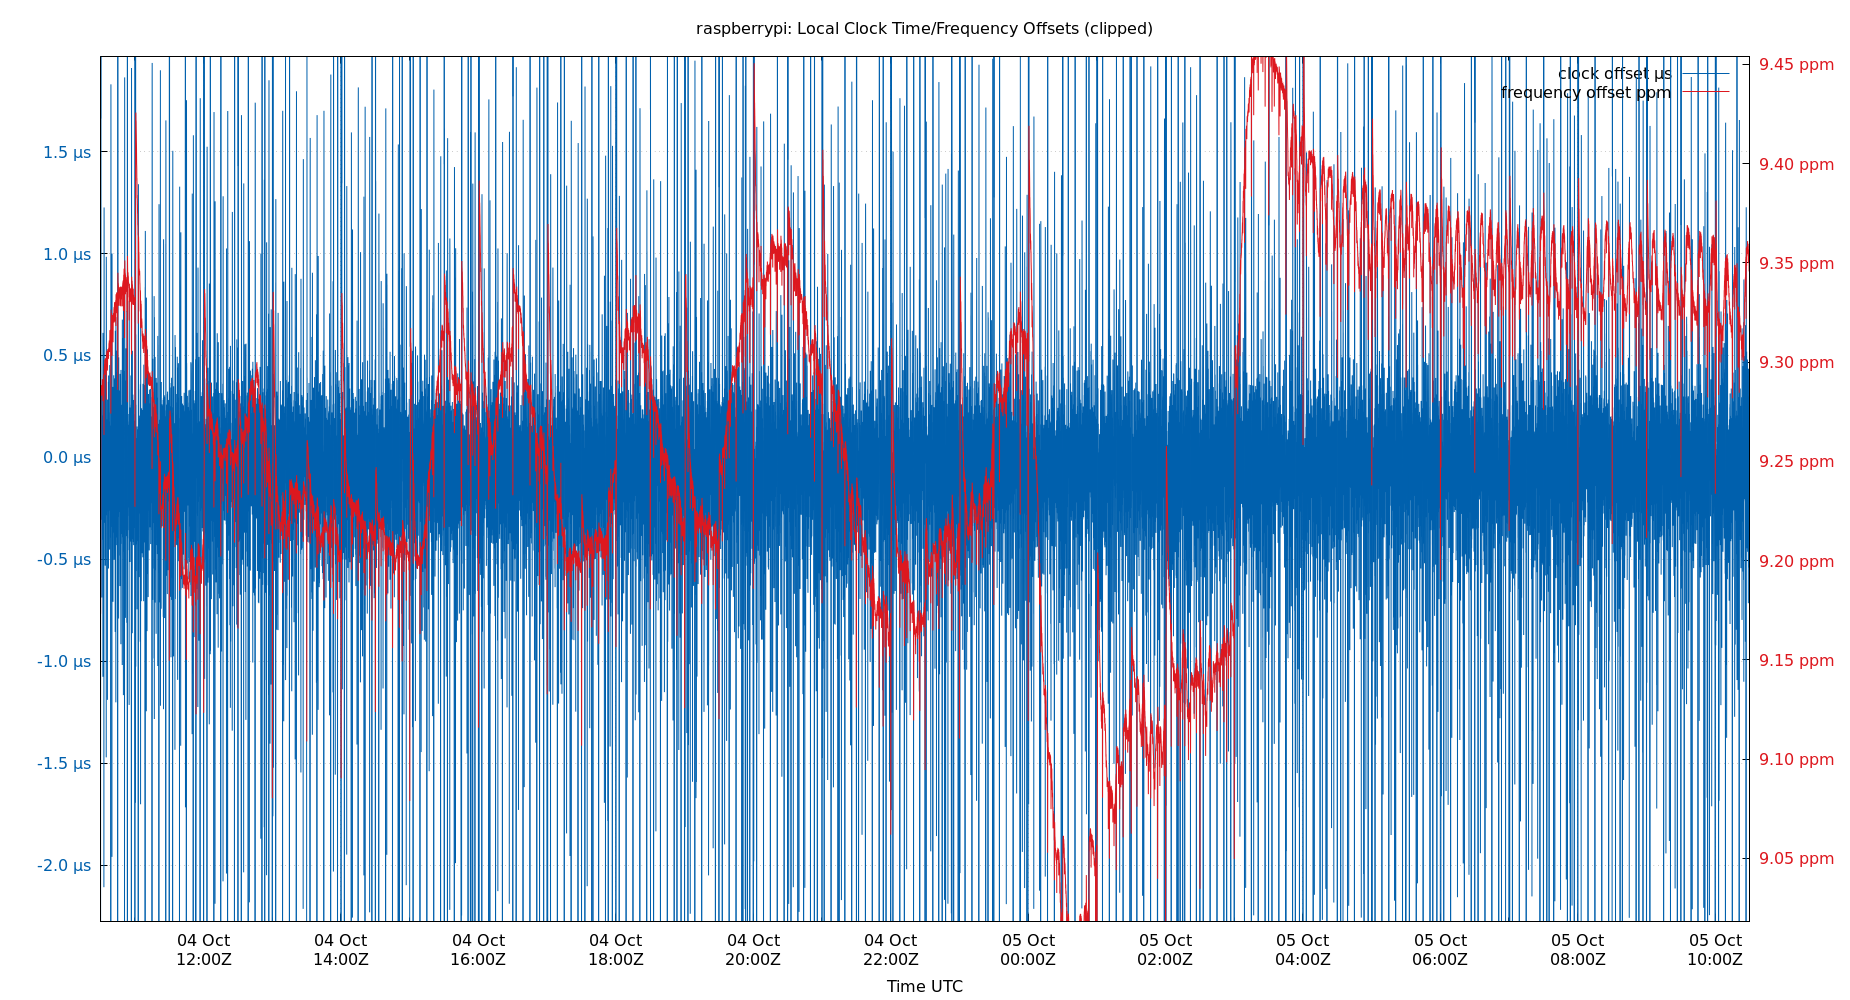 raspberrypi: Local Clock Time/Frequency Offsets (clipped)
clock offset µs
frequency offset ppm
1.5 µs
1.0 µs
0.5 µs
0.0 µs
-0.5 µs
-1.0 µs
-1.5 µs
-2.0 µs
9.45 ppm
9.40 ppm
9.35 ppm
9.30 ppm
9.25 ppm
9.20 ppm
9.15 ppm
9.10 ppm
9.05 ppm
04 Oct 04 Oct 04 Oct 04 Oct 04 Oct 04 Oct 05 Oct 05 Oct 05 Oct 05 Oct 05 Oct 05 Oct
12:00Z 14:00Z 16:00Z 18:00Z 20:00Z 22:00Z 00:00Z 02:00Z 04:00Z 06:00Z 08:00Z 10:00Z
Time UTC